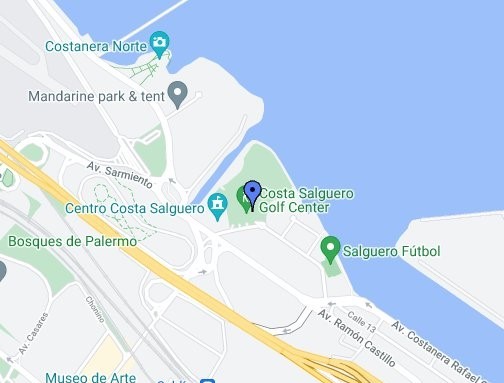 Costanera Norte
Mandarine park & tent
Av. Sarmiento
Costa Salguero
Golf Center
Centro Costa Salguero
Bosques de Palermo
Salguero Fútbol
Chonino
Av. Casares
Calle 13
Av. Ramón Castillo
Av. Costanera Rafael
Museo de Arte